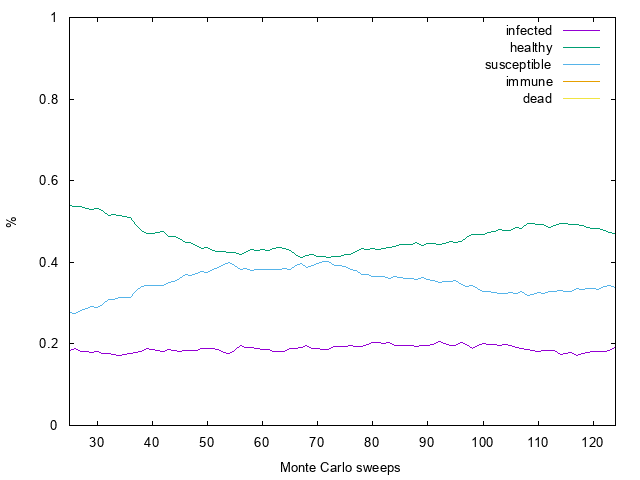 1
infected
healthy
susceptible
0.8
immune
dead
0.6
%
0.4
0.2
0
30 40 50 60 70 80 90 100 110 120
Monte Carlo sweeps